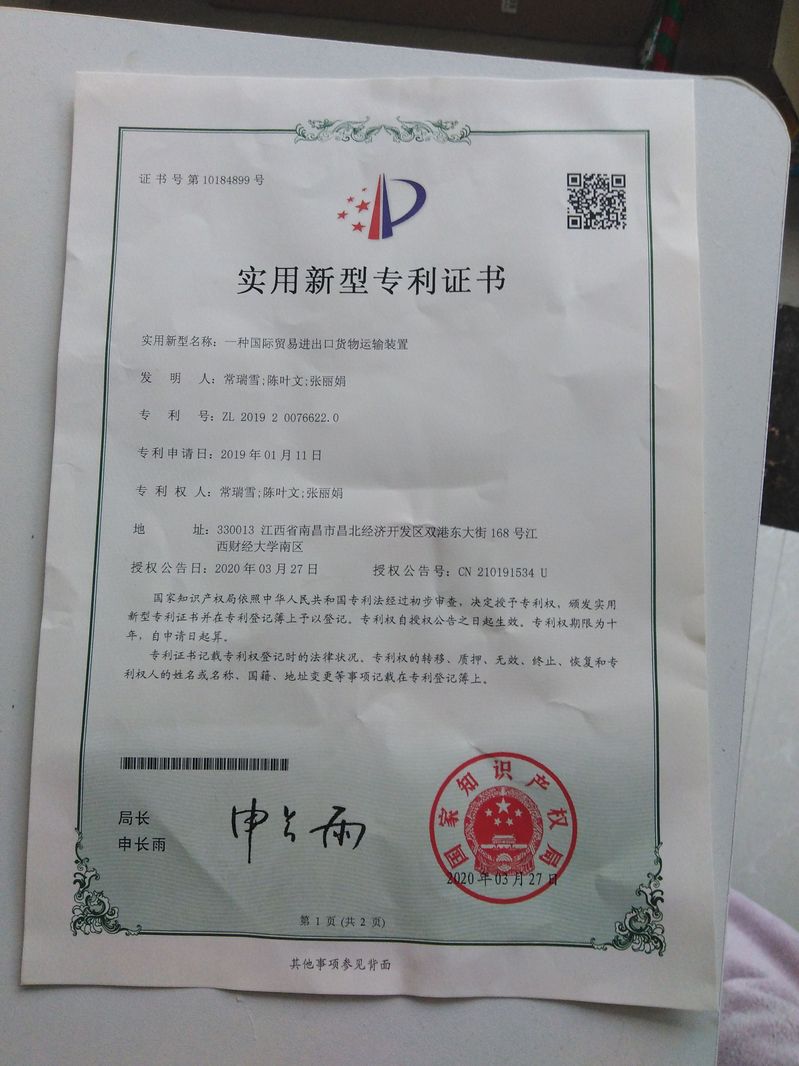 证书号第10184899号
实用新型专利证书
实用新型名称：一种国际贸易进出口货物运输装置
发明人：常瑞雪;陈叶文;张丽娟
专利号：ZL 2019 2 0076622.0
专利申请日：2019年01月11日
专利权人：常瑞雪;陈叶文;张丽娟
地址：330013 江西省南昌市昌北经济开发区双港东大街168号江
西财经大学南区
授权公告日：2020年03月27日 授权公告号：CN 210191534 U
国家知识产权局依照中华人民共和国专利法经过初步审查，决定授予专利权，颁发实用
新型专利证书并在专利登记簿上予以登记。专利权自授权公告之日起生效。专利权期限为十
年，自申请日起算。
专利证书记载专利权登记时的法律状况。专利权的转移、质押、无效、终止、恢复和专
利权人的姓名或名称、国籍、地址变更等事项记载在专利登记簿上。
局长
申长雨
申长雨
国家知识产权局
2020年03月27日
第 1 页 (共 2 页)
其他事项参见背面